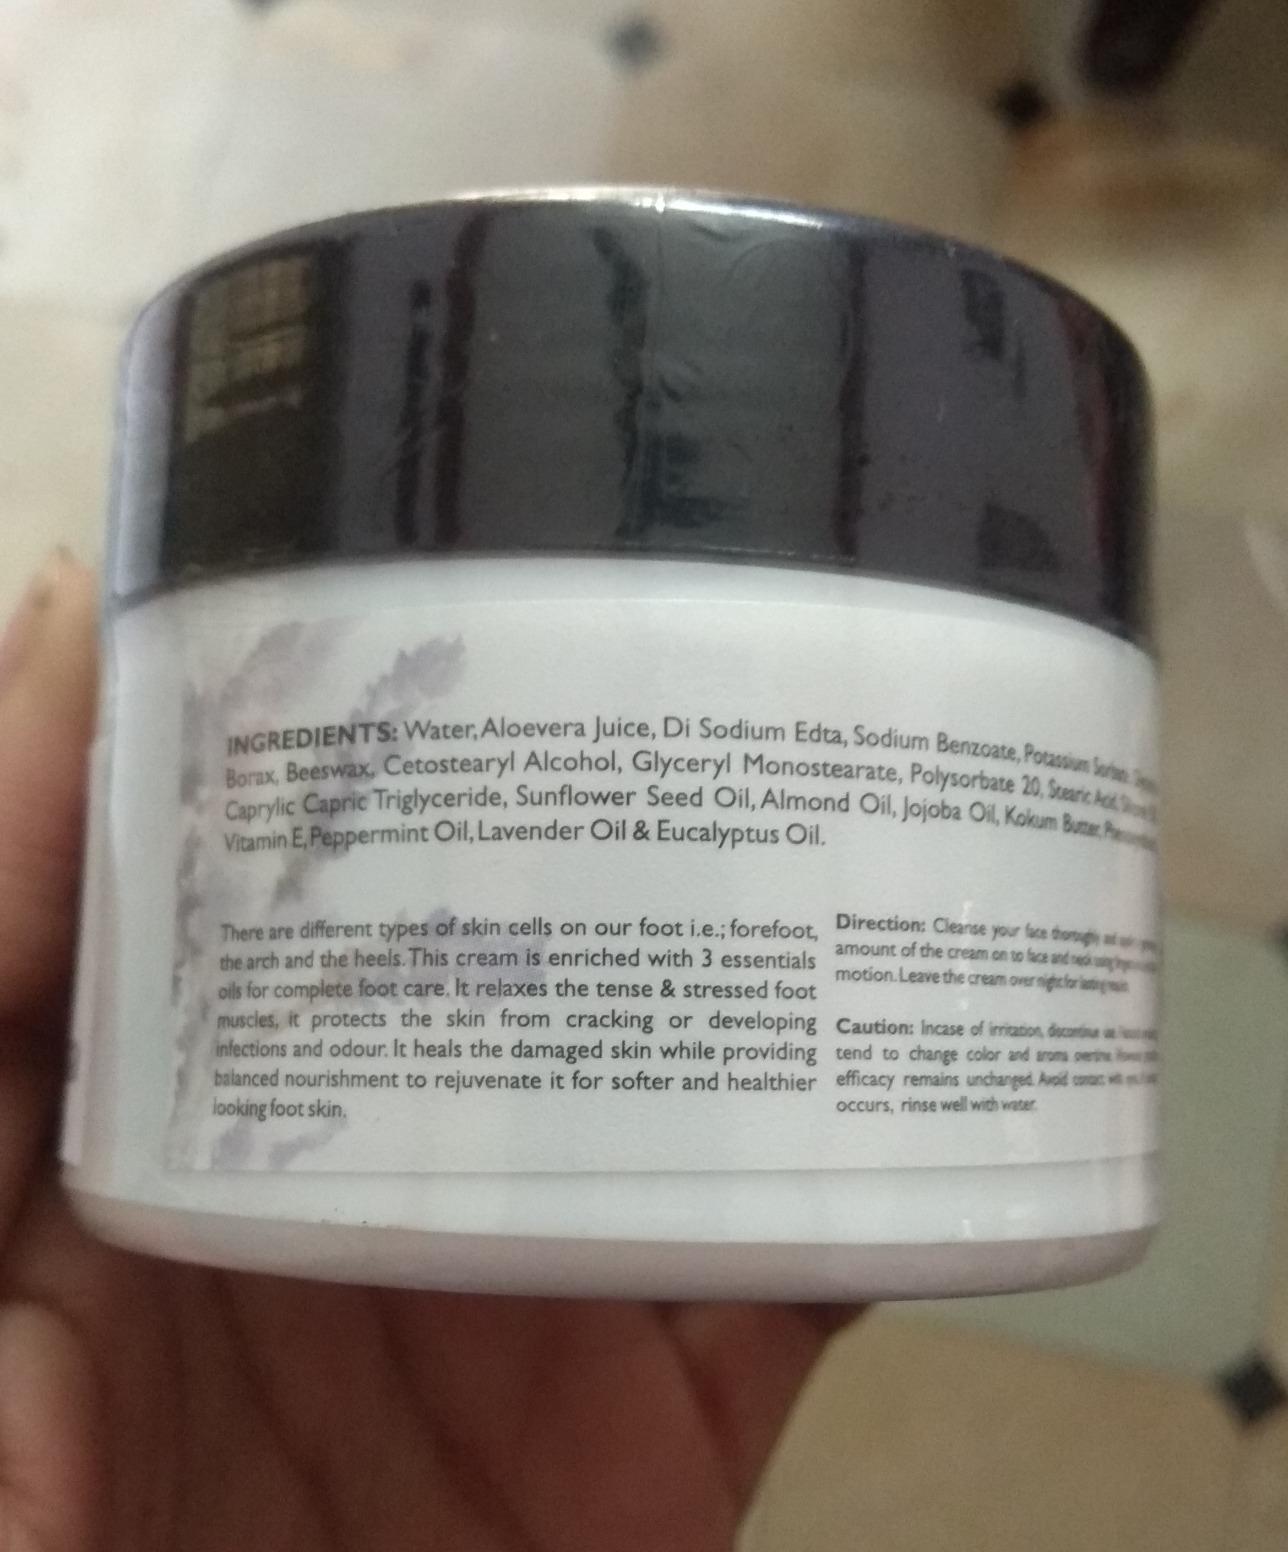 INGREDIENTS: Water, Aloevera Juice, Di Sodium Edta, Sodium Benzoate, Potassium Sorbate,
Borax, Beeswax, Cetostearyl Alcohol, Glyceryl Monostearate, Polysorbate 20, Stearic Acid,
Caprylic Capric Triglyceride, Sunflower Seed Oil, Almond Oil, Jojoba Oil, Kokum Butter,
Vitamin E, Peppermint Oil, Lavender Oil & Eucalyptus Oil.
There are different types of skin cells on our foot i.e.; forefoot,
the arch and the heels. This cream is enriched with 3 essentials
oils for complete foot care. It relaxes the tense & stressed foot
muscles, it protects the skin from cracking or developing
infections and odour. It heals the damaged skin while providing
balanced nourishment to rejuvenate it for softer and healthier
looking foot skin.
Direction: Cleanse your face thoroughly and
amount of the cream on to face and neck using
motion. Leave the cream over night for lasting
Caution: Incase of irritation, discontinue use.
tend to change color and aroma overtime.
efficacy remains unchanged. Avoid contact with
occurs, rinse well with water.